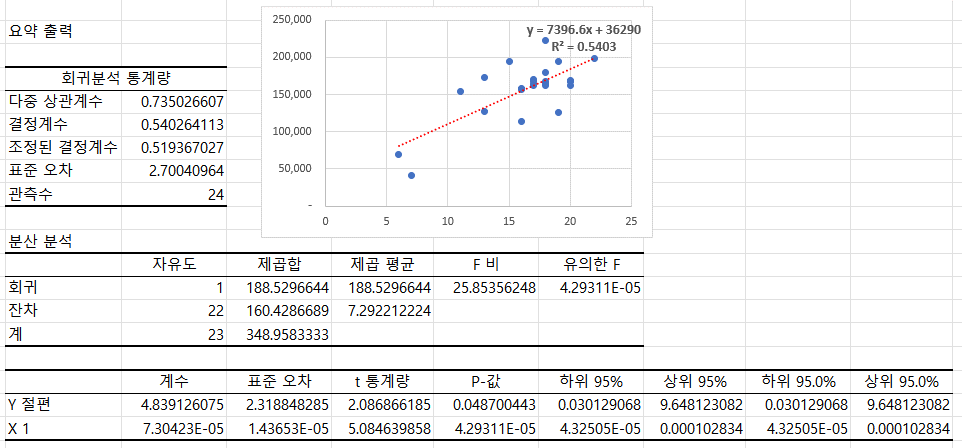 요약 출력
회귀분석 통계량
다중 상관계수 0.735026607
결정계수 0.540264113
조정된 결정계수 0.519367027
표준 오차 2.70040964
관측수 24
y = 7396.6x + 36290
R² = 0.5403
250,000
200,000
150,000
100,000
50,000
-
0 5 10 15 20 25
분산 분석
자유도 제곱합 제곱 평균 F 비 유의한 F
회귀 1 188.5296644 188.5296644 25.85356248 4.29311E-05
잔차 22 160.4286689 7.292212224
계 23 348.9583333
계수 표준 오차 t 통계량 P-값 하위 95% 상위 95% 하위 95.0% 상위 95.0%
Y 절편 4.839126075 2.318848285 2.086866185 0.048700443 0.030129068 9.648123082 0.030129068 9.648123082
X 1 7.30423E-05 1.43653E-05 5.084639858 4.29311E-05 4.32505E-05 0.000102834 4.32505E-05 0.000102834